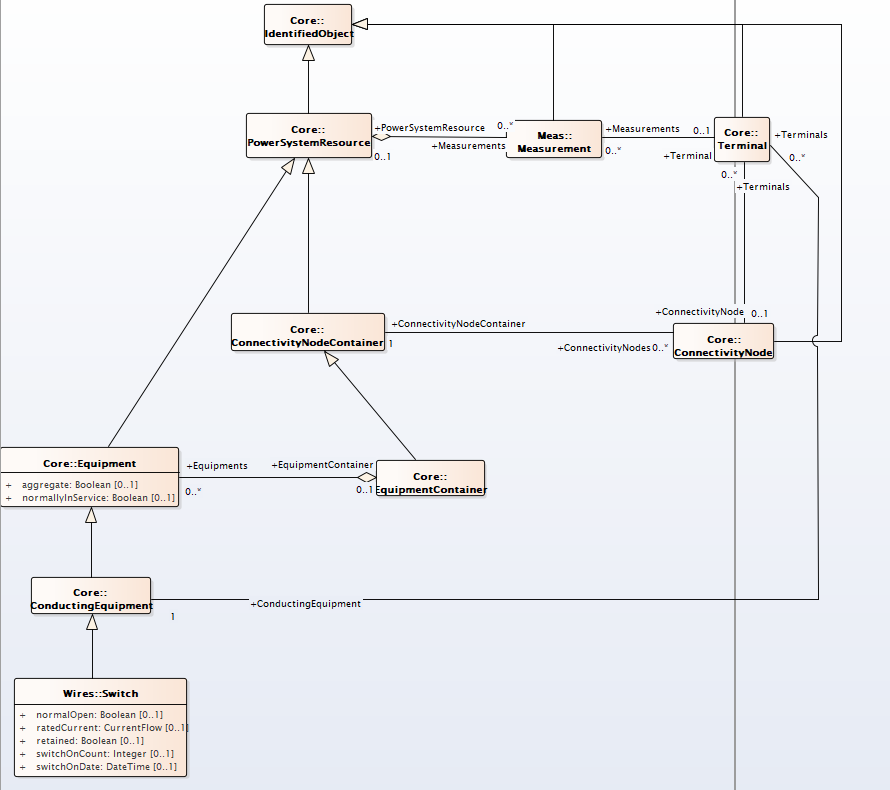 Core::
IdentifiedObject
Core::
PowerSystemResource
+PowerSystemResource
0..*
0..1
+Measurements
Meas::
Measurement
+Measurements
0..1
0..*
+Terminal
Core::
Terminal
+Terminals
0..*
0..*
+Terminals
Core::
ConnectivityNodeContainer
+ConnectivityNodeContainer
1
+ConnectivityNode
0..1
+ConnectivityNodes
0..*
Core::
ConnectivityNode
Core::Equipment
+ aggregate: Boolean [0..1]
+ normallyInService: Boolean [0..1]
+Equipments
0..*
+EquipmentContainer
0..1
Core::
EquipmentContainer
Core::
ConductingEquipment
1
+ConductingEquipment
Wires::Switch
+ normalOpen: Boolean [0..1]
+ ratedCurrent: CurrentFlow [0..1]
+ retained: Boolean [0..1]
+ switchOnCount: Integer [0..1]
+ switchOnDate: DateTime [0..1]